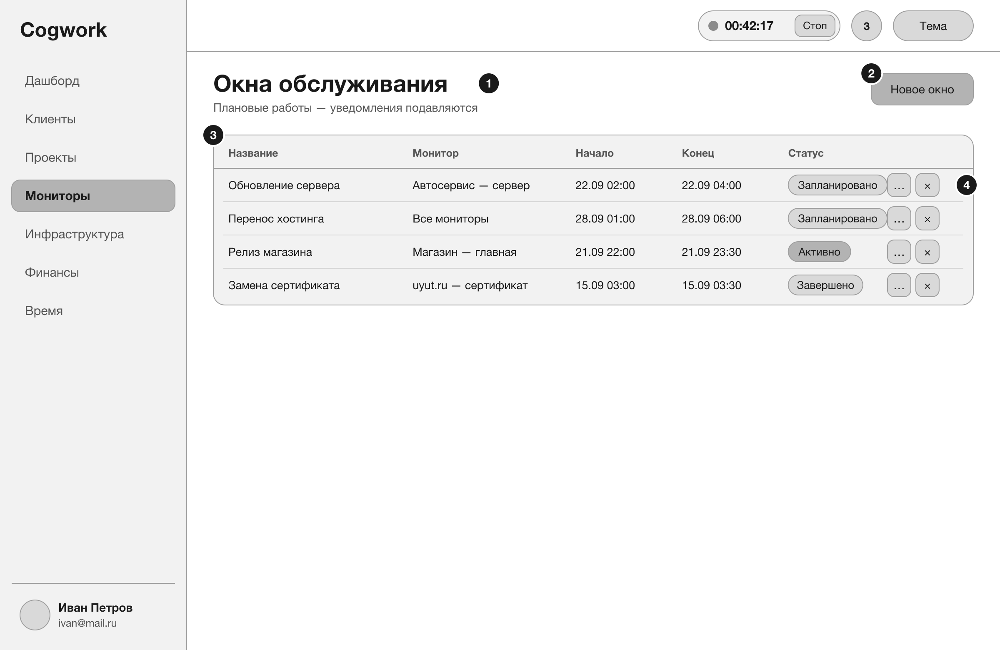 Cogwork
00:42:17 Стоп 3 Тема
Дашборд
Клиенты
Проекты
Мониторы
Инфраструктура
Финансы
Время
Иван Петров
ivan@mail.ru
Окна обслуживания 1
Плановые работы — уведомления подавляются
2 Новое окно
3
Название Монитор Начало Конец Статус
Обновление сервера Автосервис — сервер 22.09 02:00 22.09 04:00 Запланировано ... × 4
Перенос хостинга Все мониторы 28.09 01:00 28.09 06:00 Запланировано ... ×
Релиз магазина Магазин — главная 21.09 22:00 21.09 23:30 Активно ... ×
Замена сертификата uyut.ru — сертификат 15.09 03:00 15.09 03:30 Завершено ... ×